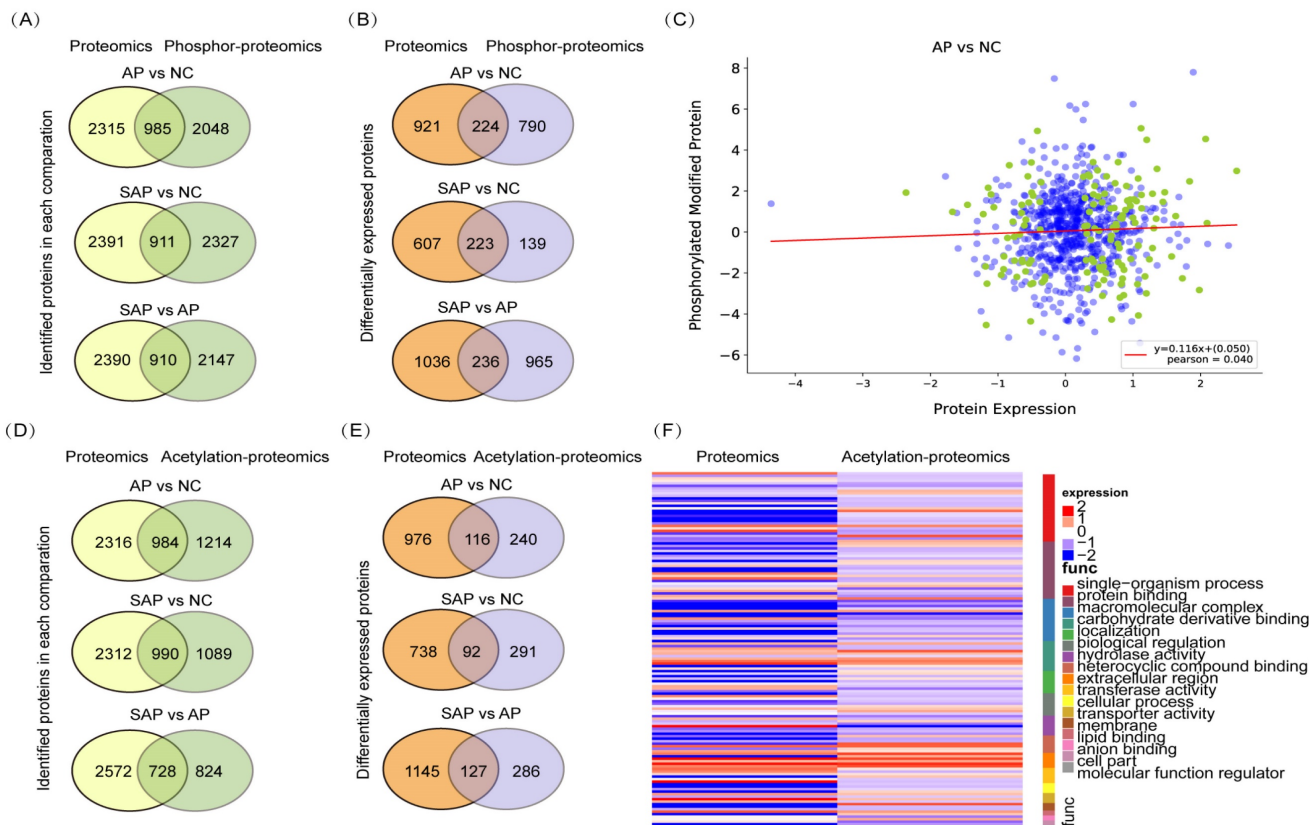 (A)
Proteomics Phosphor-proteomics
AP vs NC
2315 985 2048
SAP vs NC
2391 911 2327
SAP vs AP
2390 910 2147
Identified proteins in each comparation
(B)
Proteomics Phosphor-proteomics
AP vs NC
921 224 790
SAP vs NC
607 223 139
SAP vs AP
1036 236 965
Differentially expressed proteins
(C)
AP vs NC
Phosphorylated Modified Protein
8
6
4
2
0
−2
−4
−6
y=0.116x+(0.050)
pearson = 0.040
−4 −3 −2 −1 0 1 2
Protein Expression
(D)
Proteomics Acetylation-proteomics
AP vs NC
2316 984 1214
SAP vs NC
2312 990 1089
SAP vs AP
2572 728 824
Identified proteins in each comparation
(E)
Proteomics Acetylation-proteomics
AP vs NC
976 116 240
SAP vs NC
738 92 291
SAP vs AP
1145 127 286
Differentially expressed proteins
(F)
Proteomics Acetylation-proteomics
expression
2
1
0
−1
−2
func
single−organism process
protein binding
macromolecular complex
carbohydrate derivative binding
localization
biological regulation
hydrolase activity
heterocyclic compound binding
extracellular region
transferase activity
cellular process
transporter activity
membrane
lipid binding
anion binding
cell part
molecular function regulator
func